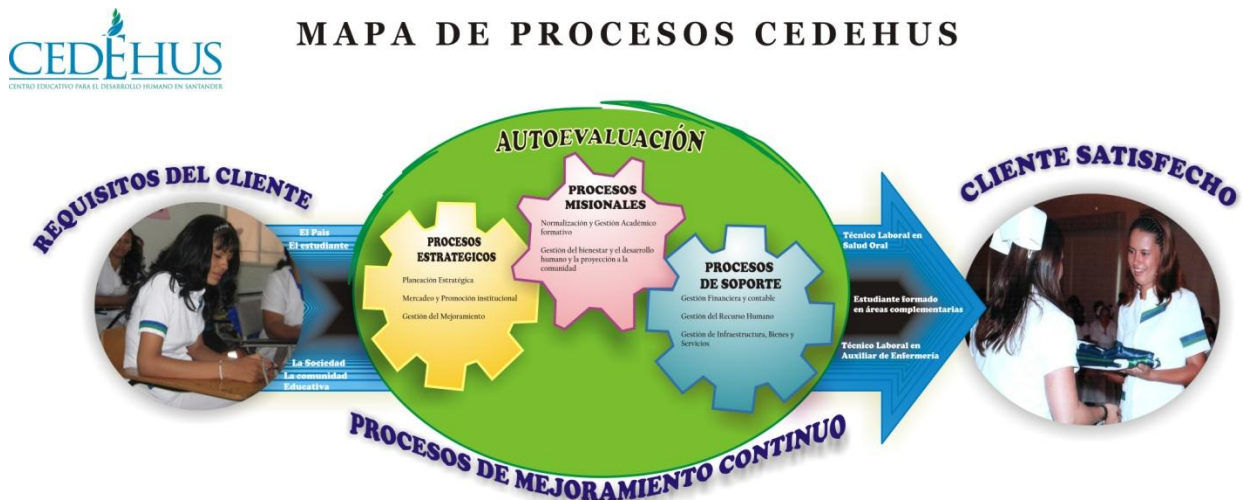 MAPA DE PROCESOS CEDEHUS
CEDEHUS
CENTRO EDUCATIVO PARA EL DESARROLLO HUMANO EN SANTANDER
REQUISITOS DEL CLIENTE
El Pais
El estudiante
La Sociedad
La comunidad
Educativa
AUTOEVALUACIÓN
PROCESOS
ESTRATEGICOS
Planeación Estratégica
Mercadeo y Promoción institucional
Gestión del Mejoramiento
PROCESOS
MISIONALES
Normalización y Gestión Académico
formativo
Gestión del bienestar y el desarrollo
humano y la proyección a la
comunidad
PROCESOS
DE SOPORTE
Gestión Financiera y contable
Gestión del Recurso Humano
Gestión de Infraestructura, Bienes y
Servicios
PROCESOS DE MEJORAMIENTO CONTINUO
Técnico Laboral en
Salud Oral
Estudiante formado
en áreas complementarias
Técnico Laboral en
Auxiliar de Enfermería
CLIENTE SATISFECHO